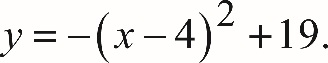 y = -(x - 4)² + 19.